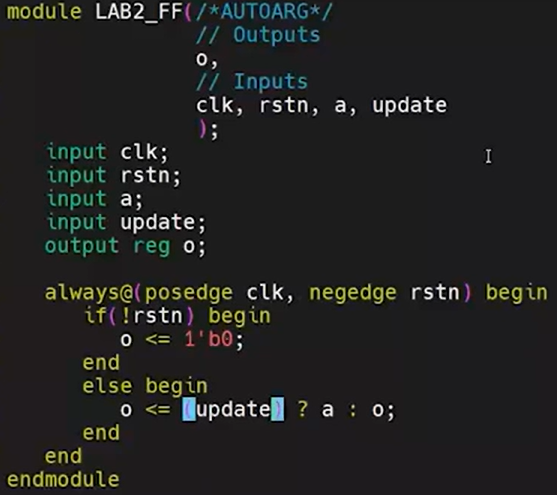 module LAB2_FF(/*AUTOARG*/
// Outputs
o,
// Inputs
clk, rstn, a, update
);
input clk;
input rstn;
input a;
input update;
output reg o;
always@(posedge clk, negedge rstn) begin
if(!rstn) begin
o <= 1'b0;
end
else begin
o <= (update) ? a : o;
end
end
endmodule